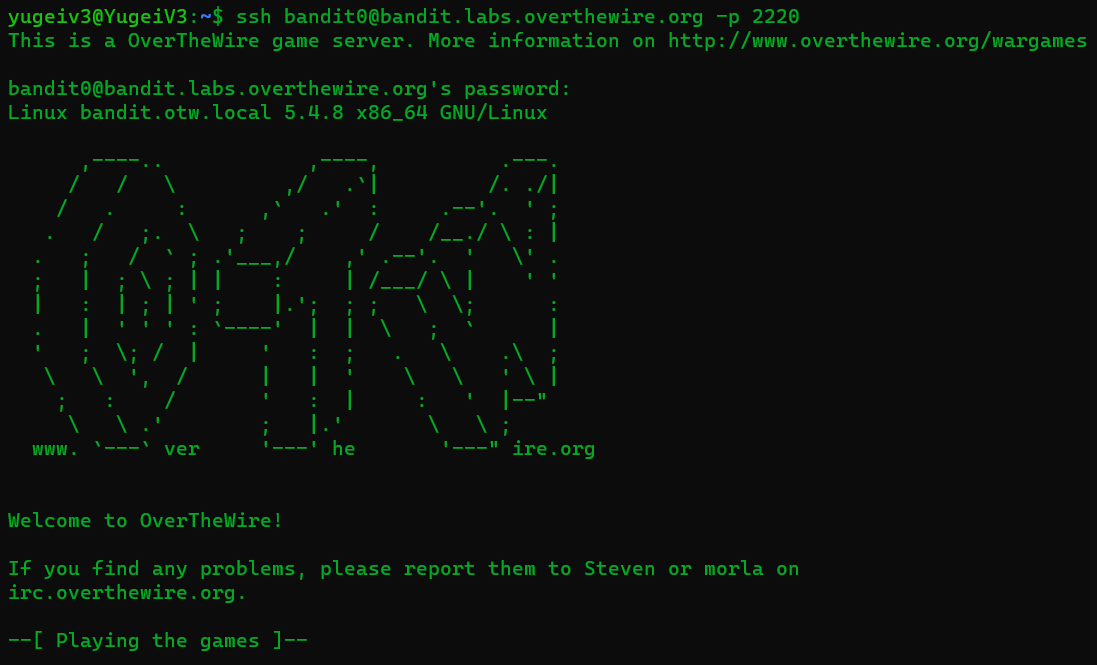 yugeiv3@YugeiV3:~$ ssh bandit0@bandit.labs.overthewire.org -p 2220
This is a OverTheWire game server. More information on http://www.overthewire.org/wargames

bandit0@bandit.labs.overthewire.org's password:
Linux bandit.otw.local 5.4.8 x86_64 GNU/Linux

      ,----..            ,----,          .---.
     /   /   \         ,/   .`|         /. ./|
    /   .     :      ,`   .'  :     .--'.  ' ;
   .   /   ;.  \   ;    ;     /    /__./ \ : |
  .   ;   /  ` ; .'___,/    ,' .--'.  '   \' .
  ;   |  ; \ ; | |    :     | /___/ \ |    ' '
  |   :  | ; | ' ;    |.';  ; ;   \  \;      :
  .   |  ' ' ' : `----'  |  |  \   ;  `      |
  '   ;  \; /  |     '   :  ;   .   \    .\  ;
   \   \  ',  /      |   |  '    \   \   ' \ |
    ;   :    /       '   :  |     :   '  |--"
     \   \ .'        ;   |.'       \   \ ;
  www. `---` ver     '---' he       '---" ire.org

Welcome to OverTheWire!

If you find any problems, please report them to Steven or morla on
irc.overthewire.org.

--[ Playing the games ]--